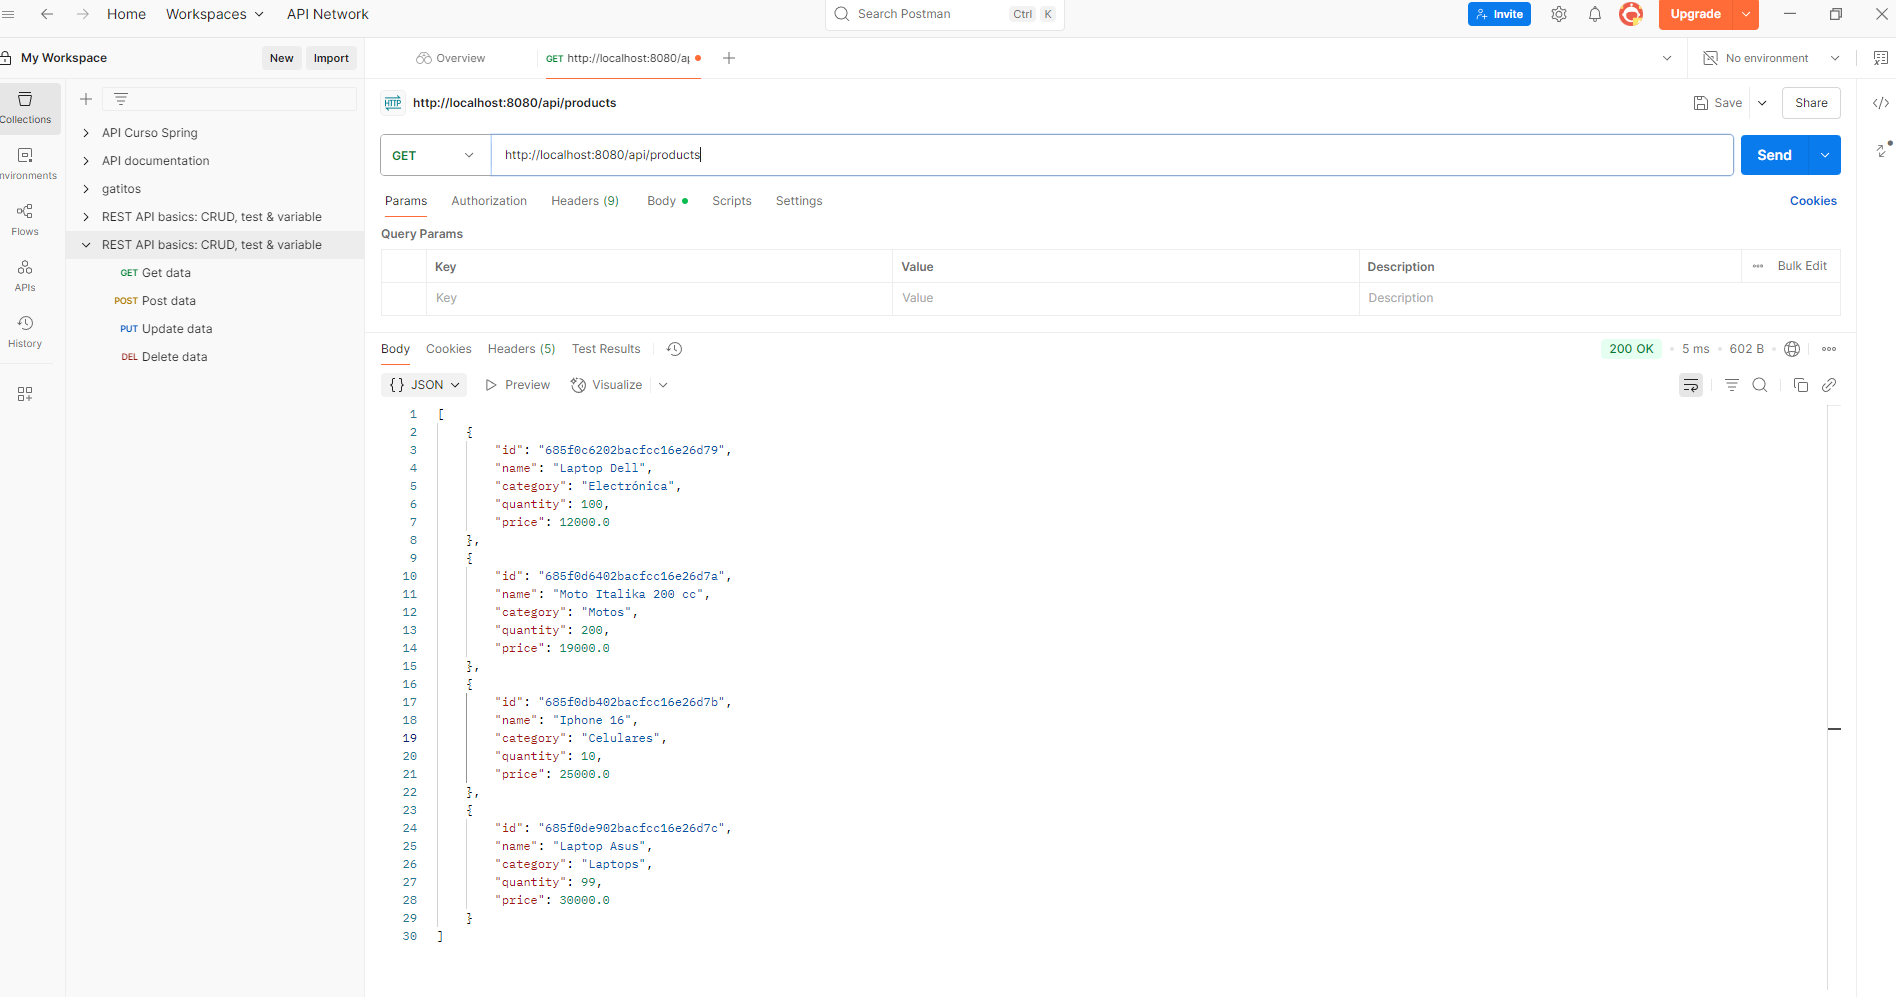 Home Workspaces API Network Search Postman Ctrl K Invite Upgrade
My Workspace New Import Overview GET http://localhost:8080/ap No environment
Collections
Environments
Flows
APIs
History
API Curso Spring
API documentation
gatitos
REST API basics: CRUD, test & variable
REST API basics: CRUD, test & variable
GET Get data
POST Post data
PUT Update data
DEL Delete data
HTTP http://localhost:8080/api/products Save Share
GET http://localhost:8080/api/products Send
Params Authorization Headers (9) Body Scripts Settings Cookies
Query Params
Key Value Description Bulk Edit
Key Value Description
Body Cookies Headers (5) Test Results 200 OK 5 ms 602 B
{} JSON Preview Visualize
1 [
2 {
3 "id": "685f0c6202bacfcc16e26d79",
4 "name": "Laptop Dell",
5 "category": "Electrónica",
6 "quantity": 100,
7 "price": 12000.0
8 },
9 {
10 "id": "685f0d6402bacfcc16e26d7a",
11 "name": "Moto Italika 200 cc",
12 "category": "Motos",
13 "quantity": 200,
14 "price": 19000.0
15 },
16 {
17 "id": "685f0db402bacfcc16e26d7b",
18 "name": "Iphone 16",
19 "category": "Celulares",
20 "quantity": 10,
21 "price": 25000.0
22 },
23 {
24 "id": "685f0de902bacfcc16e26d7c",
25 "name": "Laptop Asus",
26 "category": "Laptops",
27 "quantity": 99,
28 "price": 30000.0
29 }
30 ]